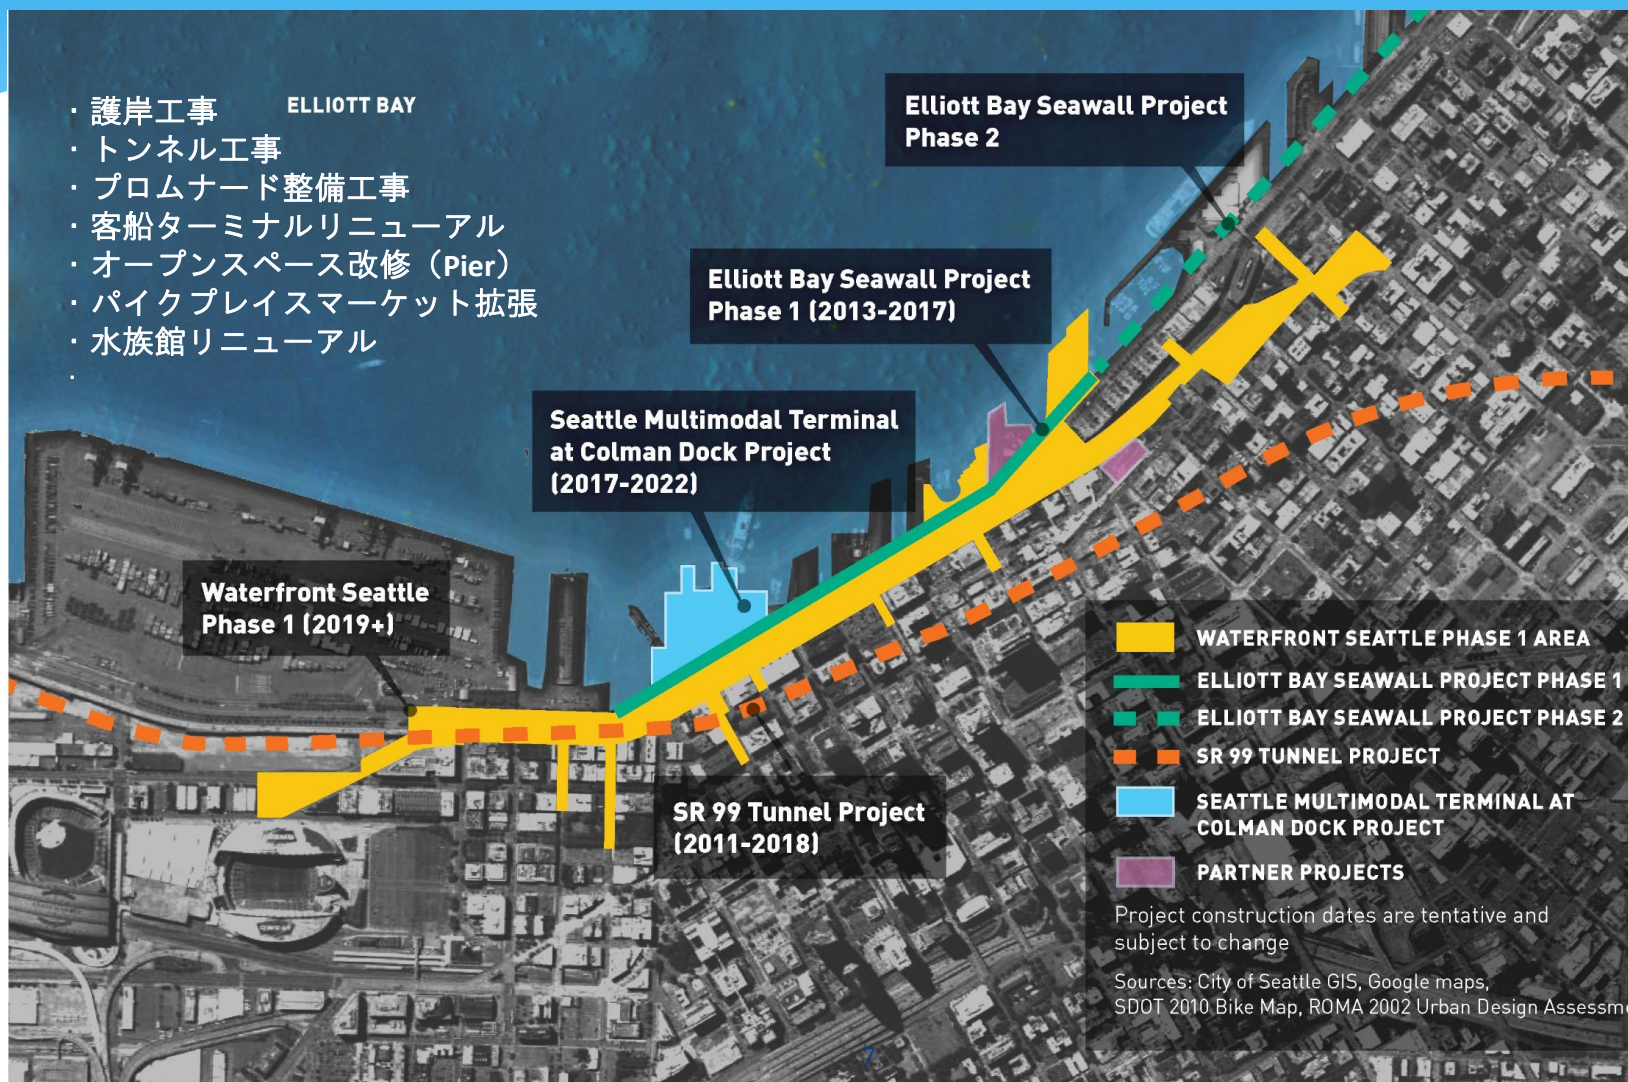 ・護岸工事
ELLIOTT BAY
・トンネル工事
・プロムナード整備工事
・客船ターミナルリニューアル
・オープンスペース改修（Pier）
・パイクプレイスマーケット拡張
・水族館リニューアル
・
Elliott Bay Seawall Project
Phase 2
Elliott Bay Seawall Project
Phase 1 (2013-2017)
Seattle Multimodal Terminal
at Colman Dock Project
(2017-2022)
Waterfront Seattle
Phase 1 (2019+)
SR 99 Tunnel Project
(2011-2018)
WATERFRONT SEATTLE PHASE 1 AREA
ELLIOTT BAY SEAWALL PROJECT PHASE 1
ELLIOTT BAY SEAWALL PROJECT PHASE 2
SR 99 TUNNEL PROJECT
SEATTLE MULTIMODAL TERMINAL AT
COLMAN DOCK PROJECT
PARTNER PROJECTS
Project construction dates are tentative and
subject to change
Sources: City of Seattle GIS, Google maps,
SDOT 2010 Bike Map, ROMA 2002 Urban Design
7